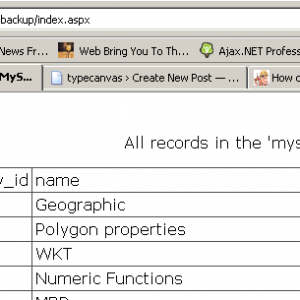 backup/index.aspx
News Fr... Web Bring You To Th... Ajax.NET Profess
MyS... typecanvas › Create New Post — ... How c
All records in the 'mys
_id name
Geographic
Polygon properties
WKT
Numeric Functions
MBR